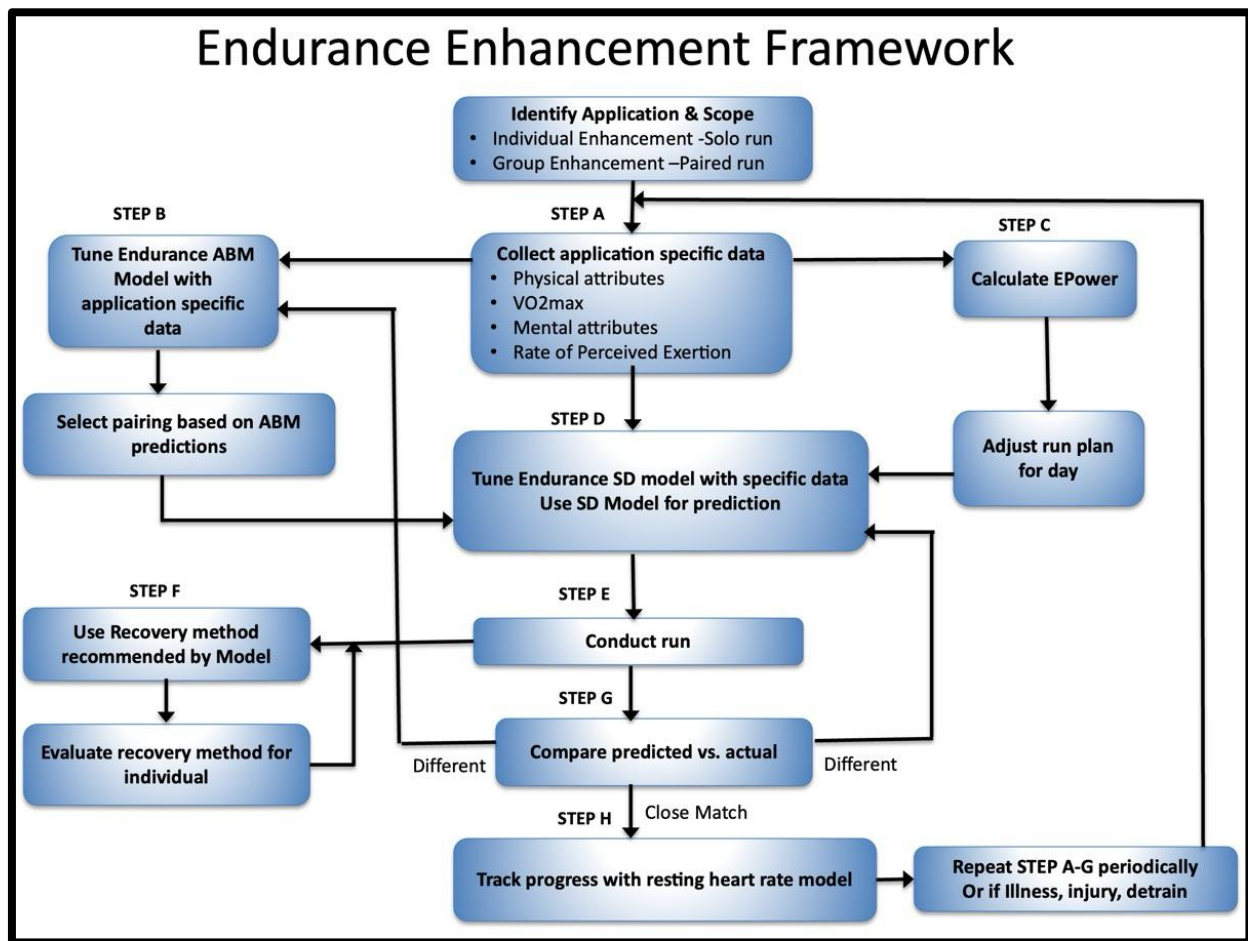 Endurance Enhancement Framework
Identify Application & Scope
• Individual Enhancement -Solo run
• Group Enhancement –Paired run
STEP B
Tune Endurance ABM
Model with
application specific
data
Select pairing based on ABM
predictions
STEP A
Collect application specific data
• Physical attributes
• VO2max
• Mental attributes
• Rate of Perceived Exertion
STEP C
Calculate EPower
Adjust run plan
for day
STEP D
Tune Endurance SD model with specific data
Use SD Model for prediction
STEP E
Conduct run
STEP F
Use Recovery method
recommended by Model
Evaluate recovery method for
individual
STEP G
Compare predicted vs. actual
Different
Different
Close Match
STEP H
Track progress with resting heart rate model
Repeat STEP A-G periodically
Or if Illness, injury, detrain